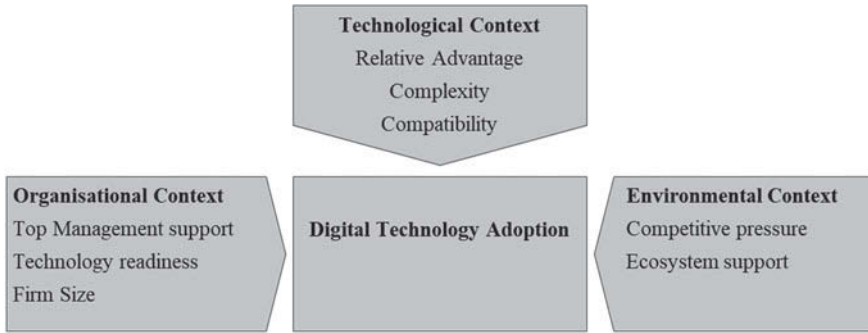 Technological Context
Relative Advantage
Complexity
Compatibility
Organisational Context
Top Management support
Technology readiness
Firm Size
Digital Technology Adoption
Environmental Context
Competitive pressure
Ecosystem support